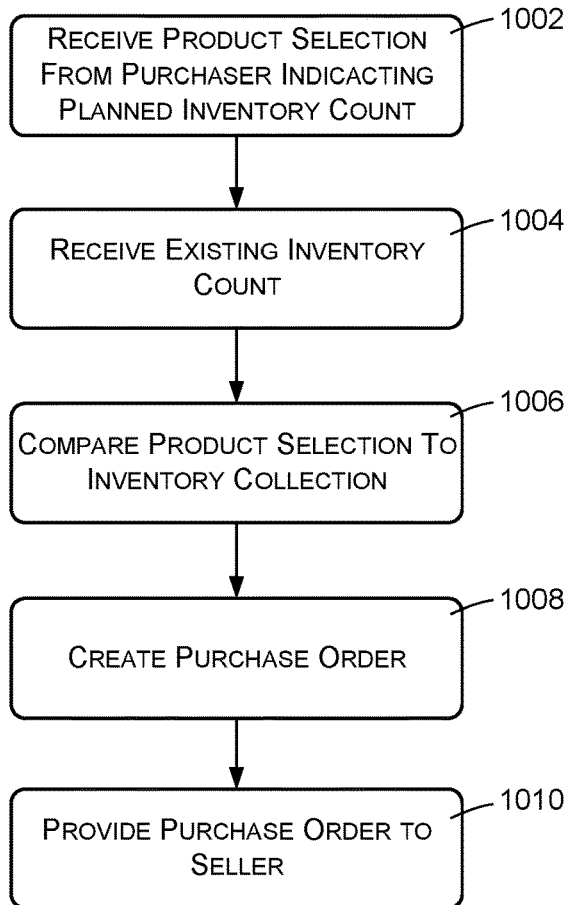 RECEIVE PRODUCT SELECTION
1002
FROM PURCHASER INDICACTING
PLANNED INVENTORY COUNT
RECEIVE EXISTING INVENTORY
1004
COUNT
COMPARE PRODUCT SELECTION TO
1006
INVENTORY COLLECTION
CREATE PURCHASE ORDER
1008
PROVIDE PURCHASE ORDER TO
1010
SELLER